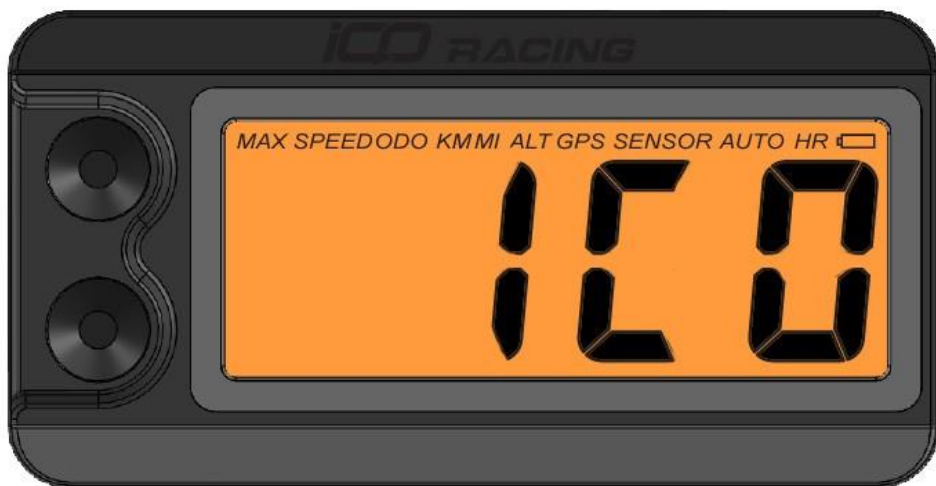 iCO RACING
MAX SPEED ODO KM MI ALT GPS SENSOR AUTO HR
ICO